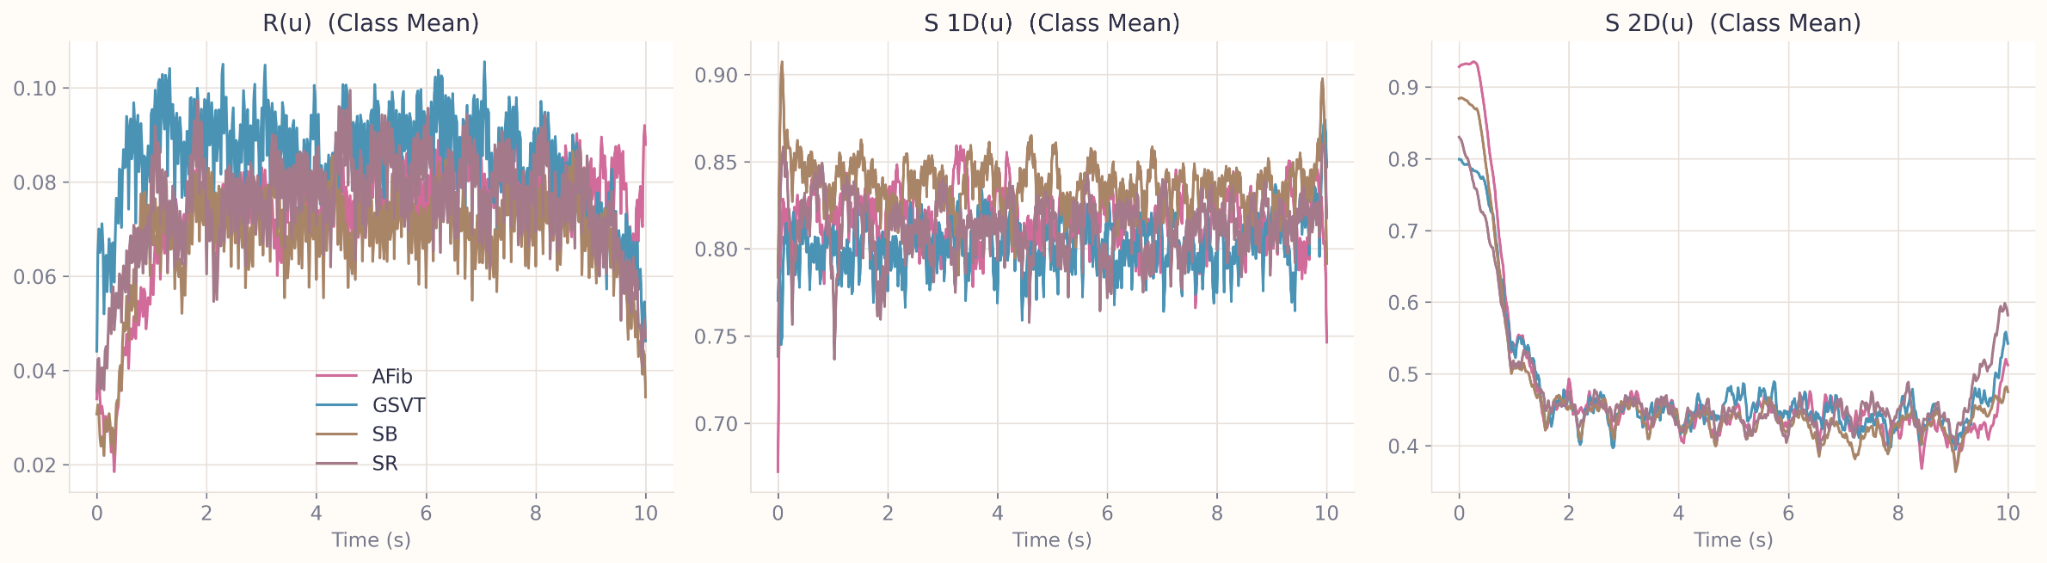 R(u)  (Class Mean)
0.10
0.08
0.06
0.04
0.02
0 2 4 6 8 10
Time (s)
AFib
GSVT
SB
SR
S 1D(u)  (Class Mean)
0.90
0.85
0.80
0.75
0.70
0 2 4 6 8 10
Time (s)
S 2D(u)  (Class Mean)
0.9
0.8
0.7
0.6
0.5
0.4
0 2 4 6 8 10
Time (s)